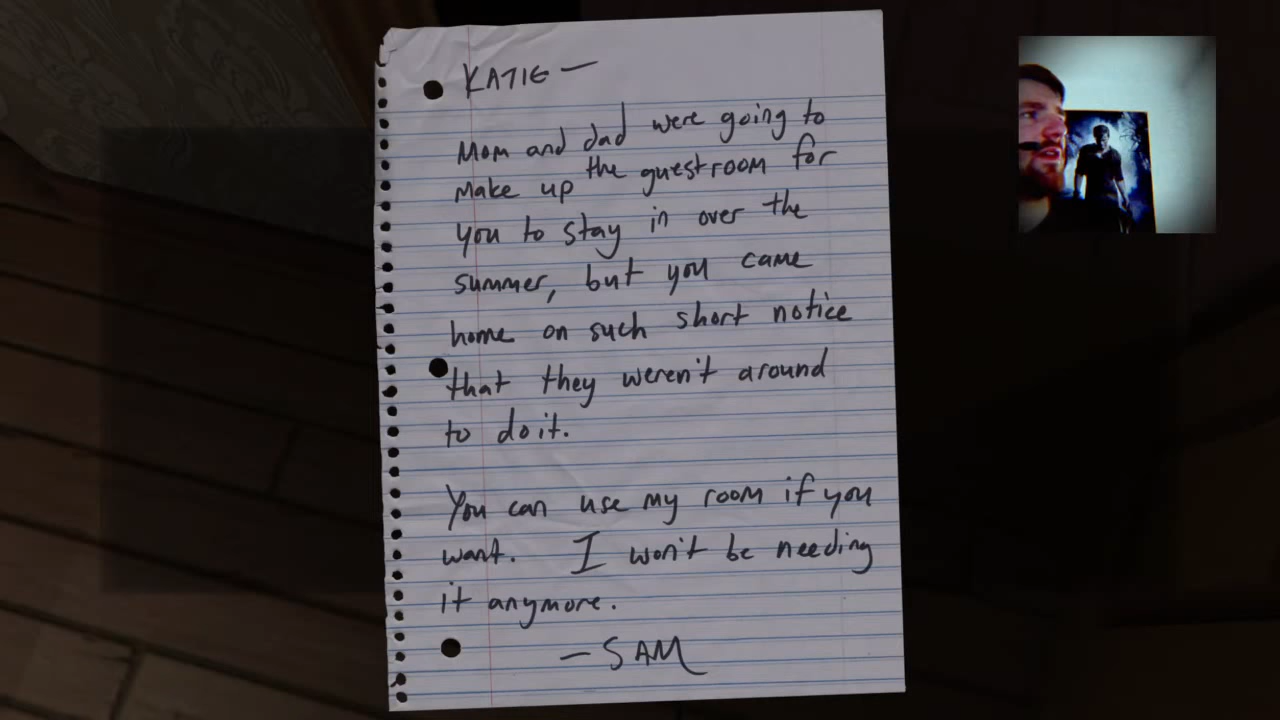 KATIE —
Mom and dad were going to
make up the guestroom for
you to stay in over the
summer, but you came
home on such short notice
that they weren't around
to do it.
You can use my room if you
want. I won't be needing
it anymore.
— SAM